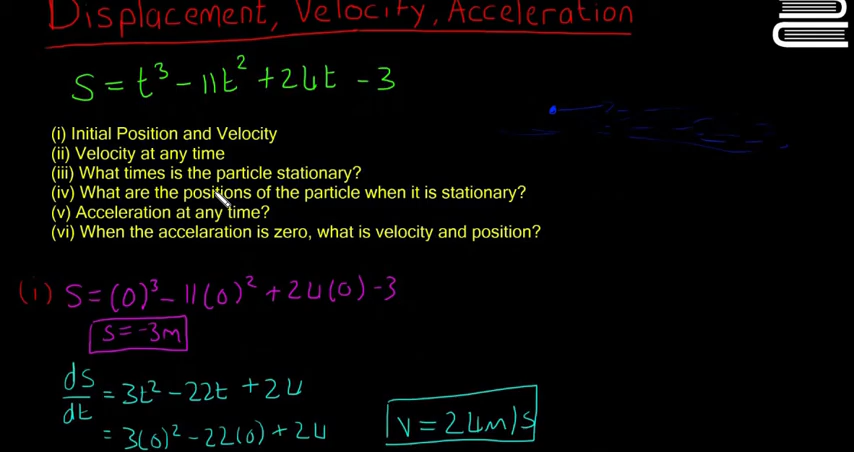 Displacement, Velocity, Acceleration
S = t³ - 11t² + 24t - 3
(i) Initial Position and Velocity
(ii) Velocity at any time
(iii) What times is the particle stationary?
(iv) What are the positions of the particle when it is stationary?
(v) Acceleration at any time?
(vi) When the accelaration is zero, what is velocity and position?
(i) S = (0)³ - 11(0)² + 24(0) - 3
S = -3m
ds/dt = 3t² - 22t + 24
= 3(0)² - 22(0) + 24
V = 24m/s